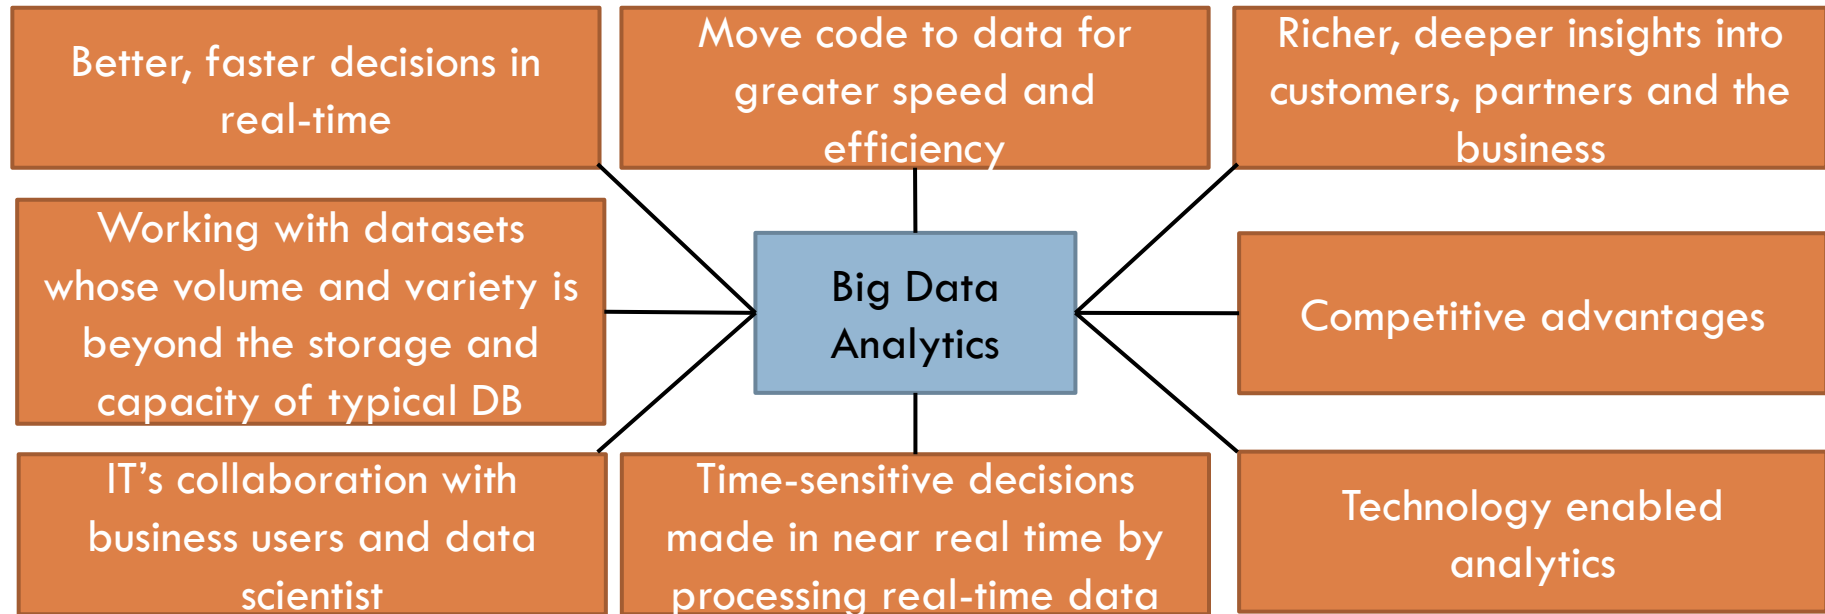 Better, faster decisions in
real-time
Move code to data for
greater speed and
efficiency
Richer, deeper insights into
customers, partners and the
business
Working with datasets
whose volume and variety is
beyond the storage and
capacity of typical DB
Big Data
Analytics
Competitive advantages
IT’s collaboration with
business users and data
scientist
Time-sensitive decisions
made in near real time by
processing real-time data
Technology enabled
analytics